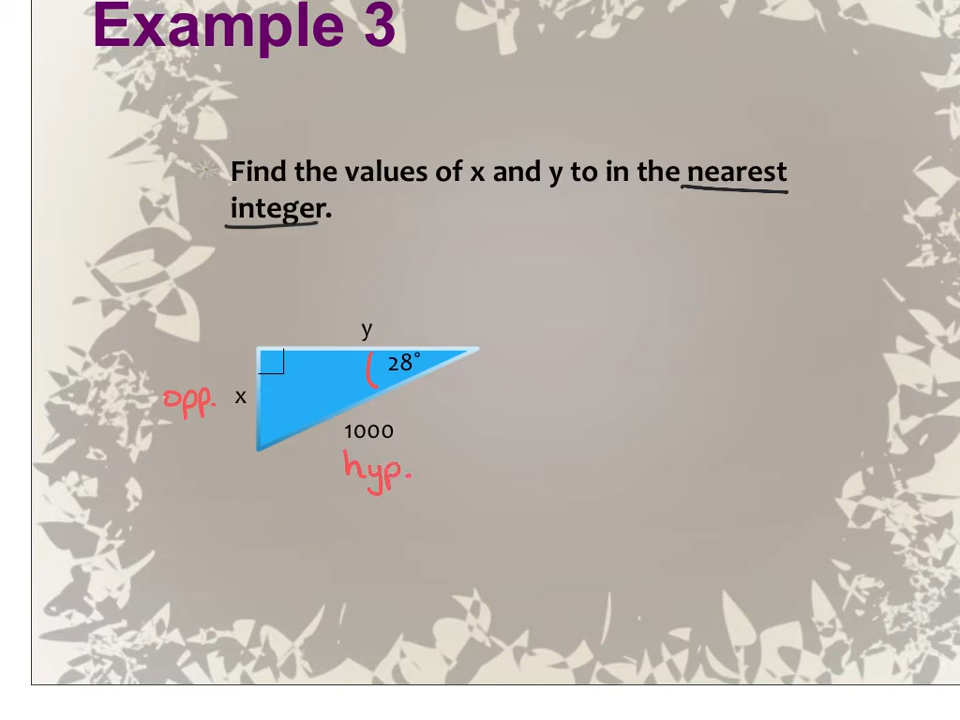 Example 3
Find the values of x and y to in the nearest
integer.
y
28°
opp. x
1000
hyp.